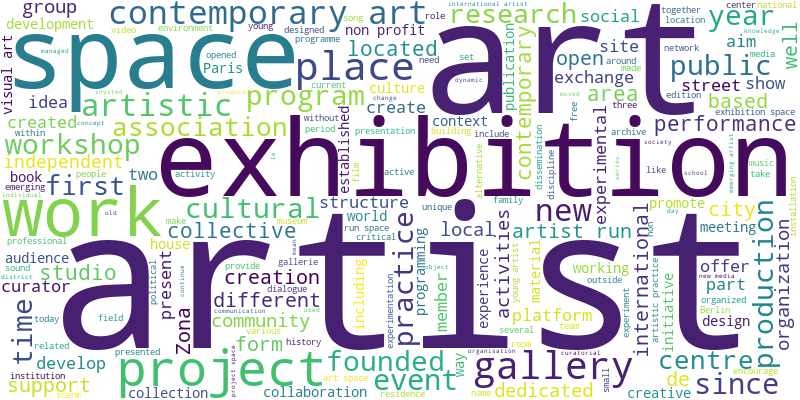 group
contemporary art
research
social
year
international artist
center
national
together
location
development
video
song
environment
young
designed
programme
role
space
art
visual art
opened
Paris
non profit
located
managed
invited
need
open
site
publication
network
knowledge
around
media
made
aim
well
idea
place
culture
current
set
dynamic
exchange
public
street
show
moved
edition
artistic
program
produce
create
change
contemporary
free
three
area
based
created
within
concept
association
established
without
period
context
presentation
building
include
archive
exhibition space
performance
workshop
independent
book
emerging
individual
people
first
two
activity
exhibition
le
film
active
alternative
dissemination
discipline
series
experimental
society
like
school
emerging artist
music
take
work
old
cultural
structure
family
unique
new
non
day
promote
city
installation
professional
audience
sound
district
make
house
museum
collective
world
run space
critical
practice
local
activities
artist run
international
meeting
studio
curator
political
present
provide
gallerie
creation
dialogue
communication
different
experimentation
object
programming
member
experience
young artist
material
working
outside
initiative
offer
part
production
organization
time
today
field
Zona
continue
community
various
used
including
several
platform
team
experiment
artistic practice
new media
organized
Berlin
design
related
presented
form
history
artist
room
centre
institution
develop
project
founded
event
way
gallery
organisation
curatorial
de
since
encourage
support
scene
collection
project space
art space
collaboration
residence
name
dedicated
small
creative